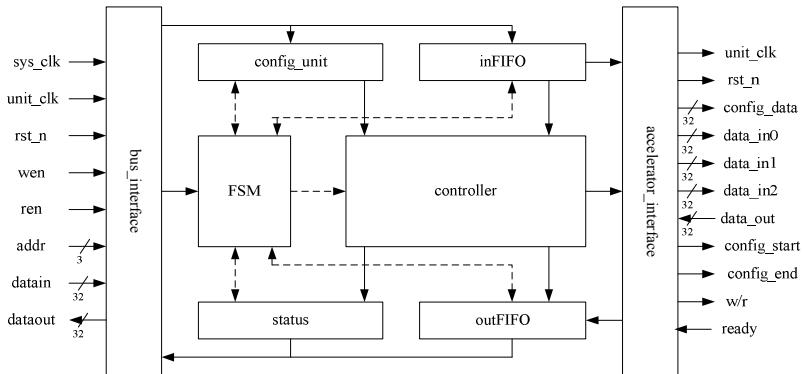 sys_clk
unit_clk
rst_n
wen
ren
addr
3
datain
32
dataout
32
bus_interface
config_unit
inFIFO
FSM
controller
status
outFIFO
accelerator_interface
unit_clk
rst_n
config_data
32
data_in0
32
data_in1
32
data_in2
32
data_out
32
config_start
config_end
w/r
ready